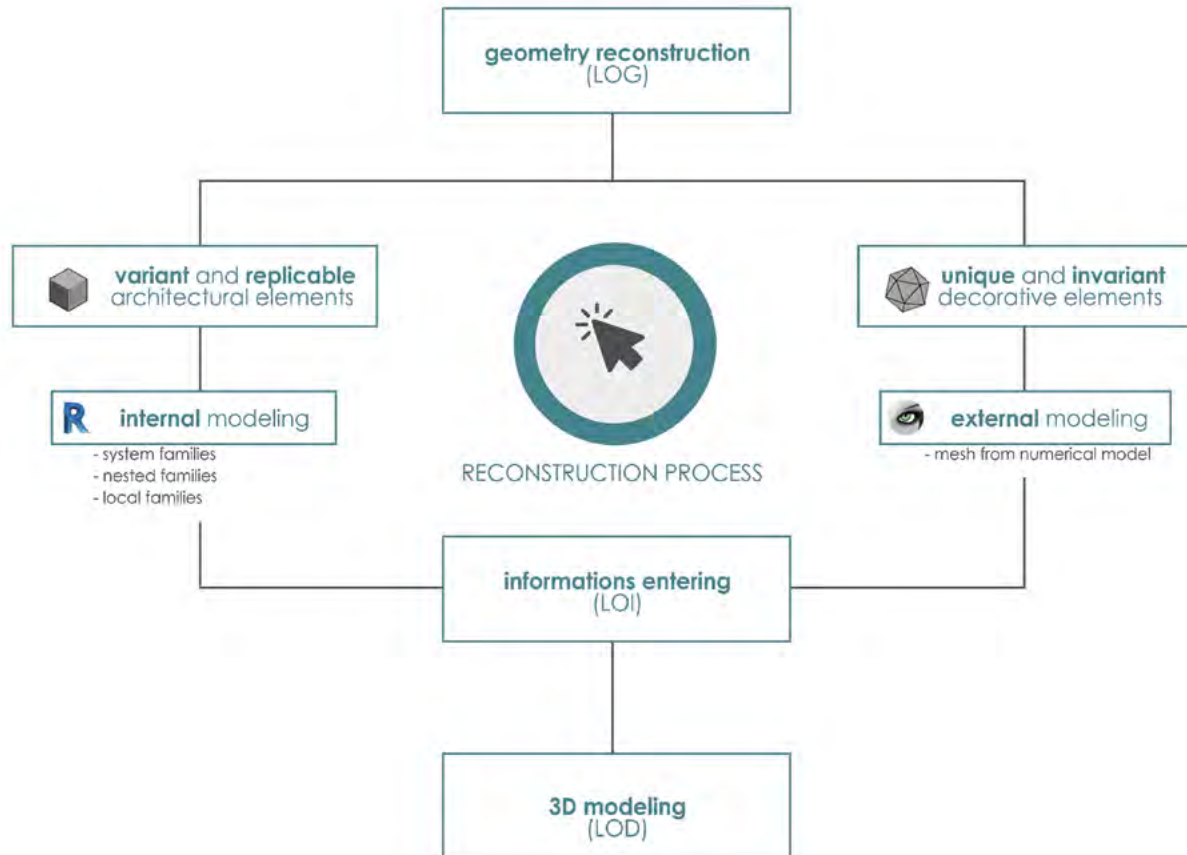 geometry reconstruction
(LOG)
variant and replicable
architectural elements
unique and invariant
decorative elements
R internal modeling
- system families
- nested families
- local families
external modeling
- mesh from numerical model
RECONSTRUCTION PROCESS
informations entering
(LOI)
3D modeling
(LOD)